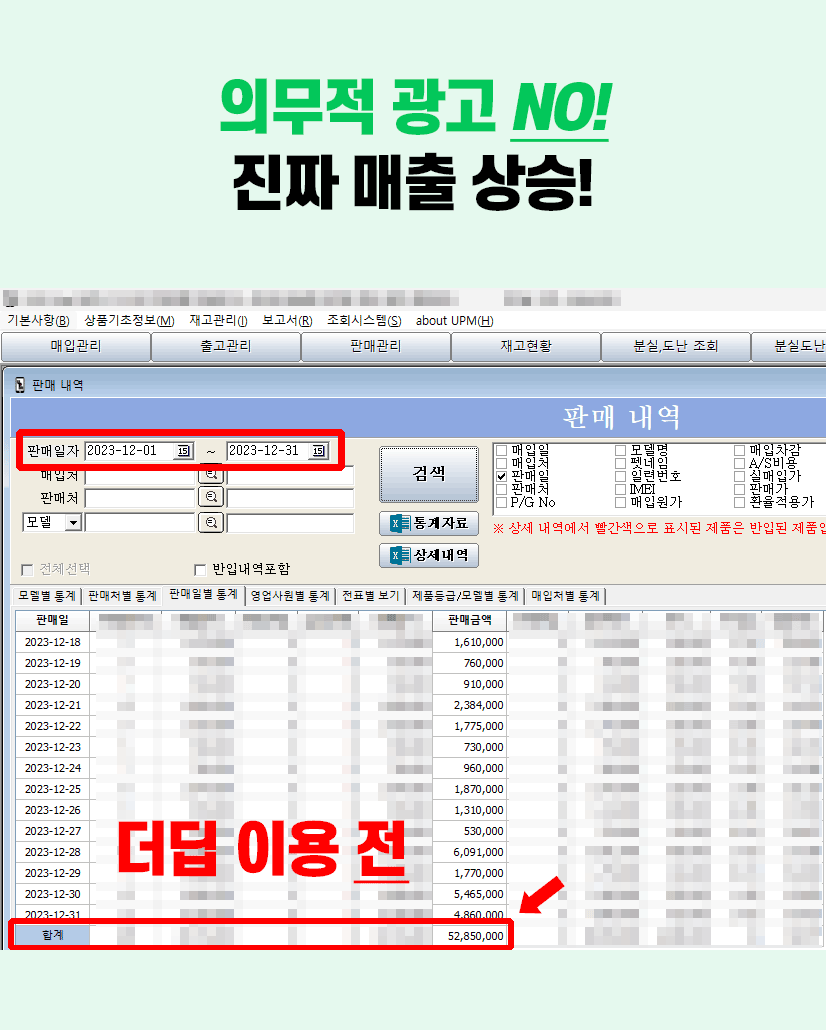 의무적 광고 NO!
진짜 매출 상승!
기본사항(B) 상품기초정보(M) 재고관리(I) 보고서(R) 조회시스템(S) about UPM(H)
매입관리 출고관리 판매관리 재고현황 분실,도난 조회 분실도난
판매 내역
판매 내역
판매일자 2023-12-01 15 ~ 2023-12-31 15
매입처
판매처
모델
검색
통계자료
상세내역
매입일 모델명 매입차감
매입처 펫네임 A/S비용
판매일 일련번호 실매입가
판매처 IMEI 판매가
P/G No 매입원가 환율적용가
※ 상세 내역에서 빨간색으로 표시된 제품은 반입된 제품입
전체선택 반입내역포함
모델별 통계 판매처별 통계 판매일별 통계 영업사원별 통계 전표별 보기 제품등급/모델별 통계 매입처별 통계
판매일 판매금액
2023-12-18 1,610,000
2023-12-19 760,000
2023-12-20 910,000
2023-12-21 2,384,000
2023-12-22 1,775,000
2023-12-23 730,000
2023-12-24 960,000
2023-12-25 1,870,000
2023-12-26 1,310,000
2023-12-27 530,000
2023-12-28 6,091,000
2023-12-29 1,770,000
2023-12-30 5,465,000
2023-12-31 4,860,000
합계 52,850,000
더딥 이용 전